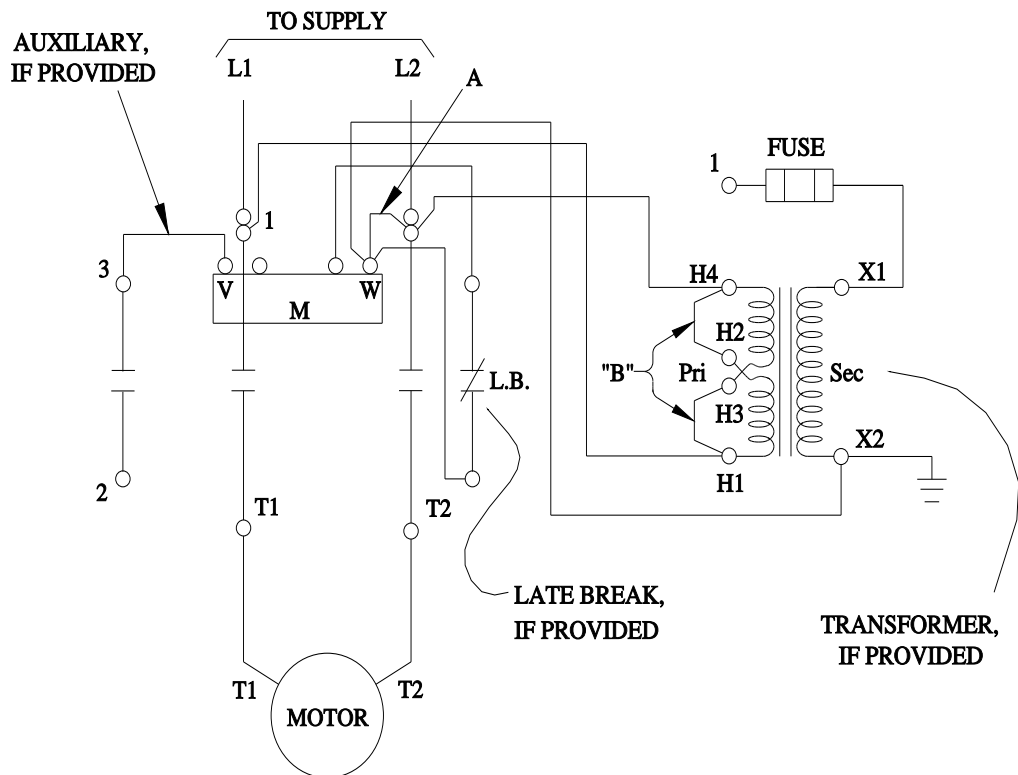 TO SUPPLY
AUXILIARY,
IF PROVIDED
L1
L2
A
FUSE
1
1
3
V
W
M
H4
X1
H2
"B"
Pri
Sec
L.B.
H3
X2
H1
2
T1
T2
LATE BREAK,
IF PROVIDED
TRANSFORMER,
IF PROVIDED
T1
T2
MOTOR